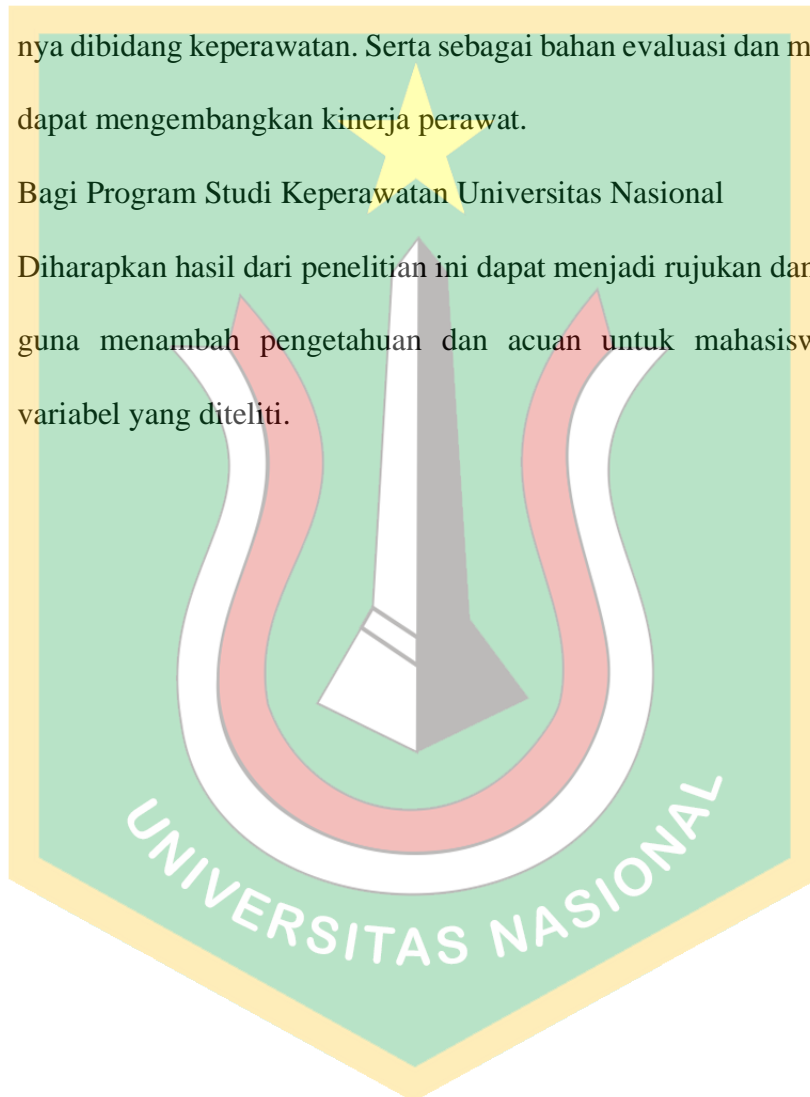 nya dibidang keperawatan. Serta sebagai bahan evaluasi dan m
dapat mengembangkan kinerja perawat.
Bagi Program Studi Keperawatan Universitas Nasional
Diharapkan hasil dari penelitian ini dapat menjadi rujukan dan
guna menambah pengetahuan dan acuan untuk mahasisw
variabel yang diteliti.
UNIVERSITAS NASIONAL